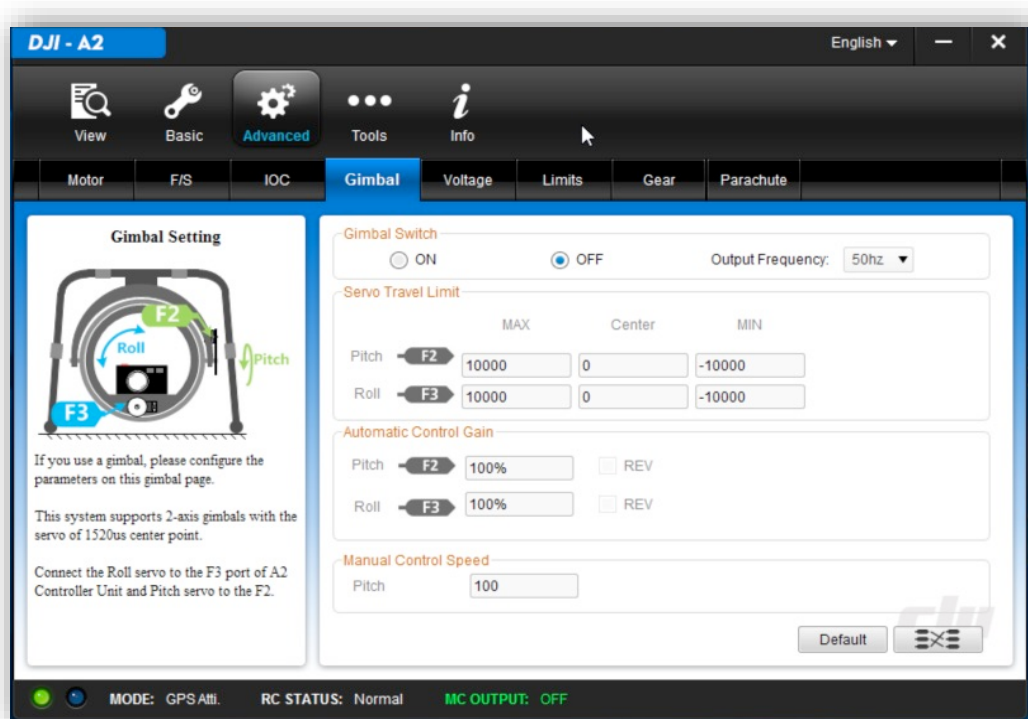 DJI - A2
English
View Basic Advanced Tools Info
Motor F/S IOC Gimbal Voltage Limits Gear Parachute
Gimbal Setting
F2
Roll
Pitch
F3
If you use a gimbal, please configure the
parameters on this gimbal page.
This system supports 2-axis gimbals with the
servo of 1520us center point.
Connect the Roll servo to the F3 port of A2
Controller Unit and Pitch servo to the F2.
Gimbal Switch
ON OFF Output Frequency: 50hz
Servo Travel Limit
MAX Center MIN
Pitch F2 10000 0 -10000
Roll F3 10000 0 -10000
Automatic Control Gain
Pitch F2 100% REV
Roll F3 100% REV
Manual Control Speed
Pitch 100
Default
MODE: GPS Atti. RC STATUS: Normal MC OUTPUT: OFF